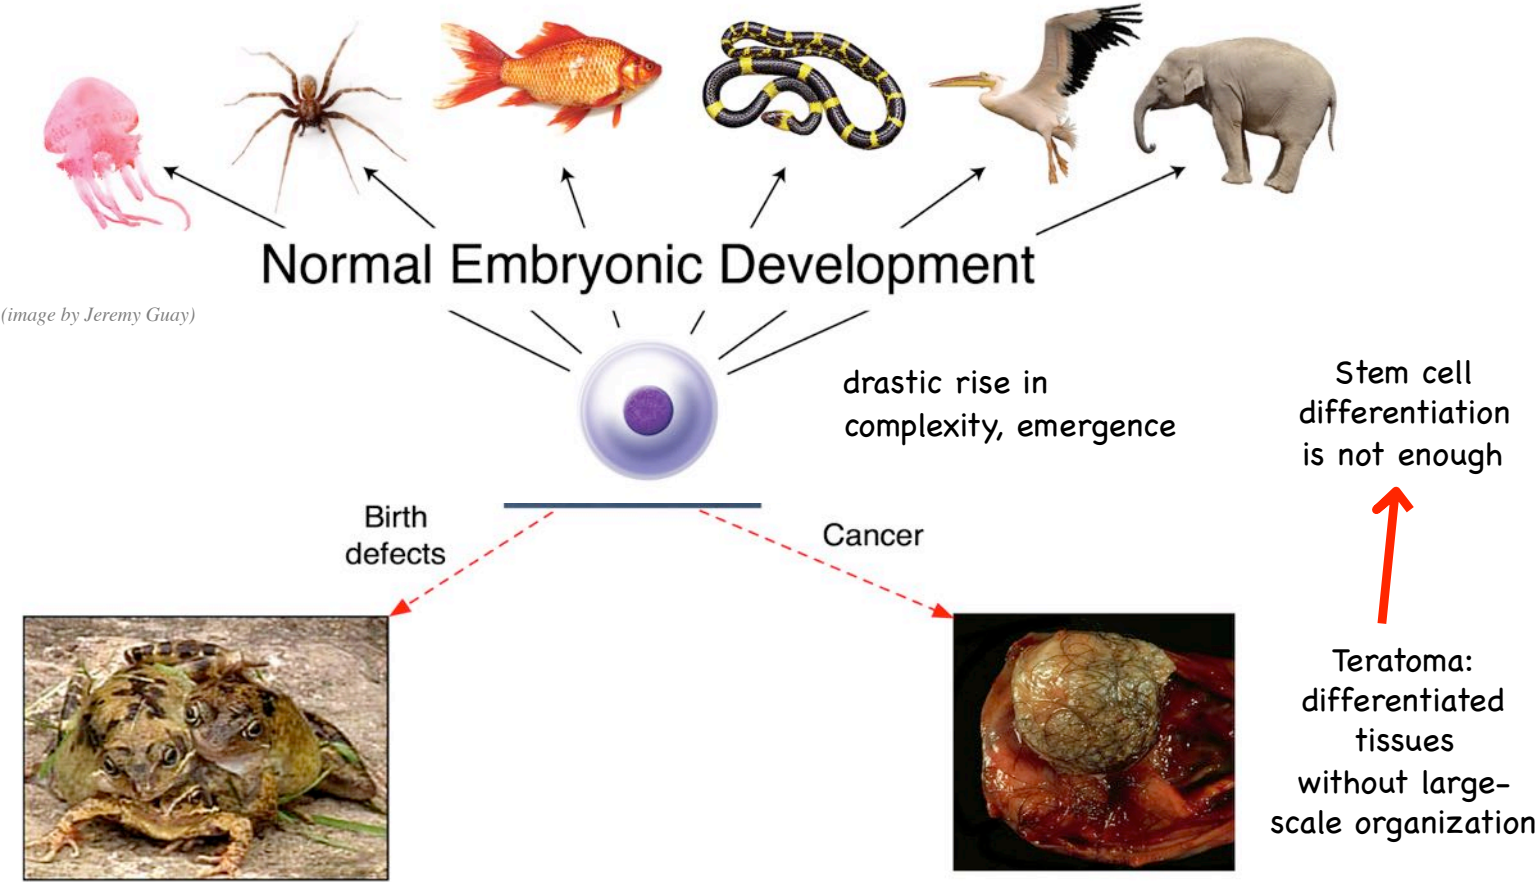 Normal Embryonic Development
(image by Jeremy Guay)
drastic rise in
complexity, emergence
Stem cell
differentiation
is not enough
Birth
defects
Cancer
Teratoma:
differentiated
tissues
without large-
scale organization